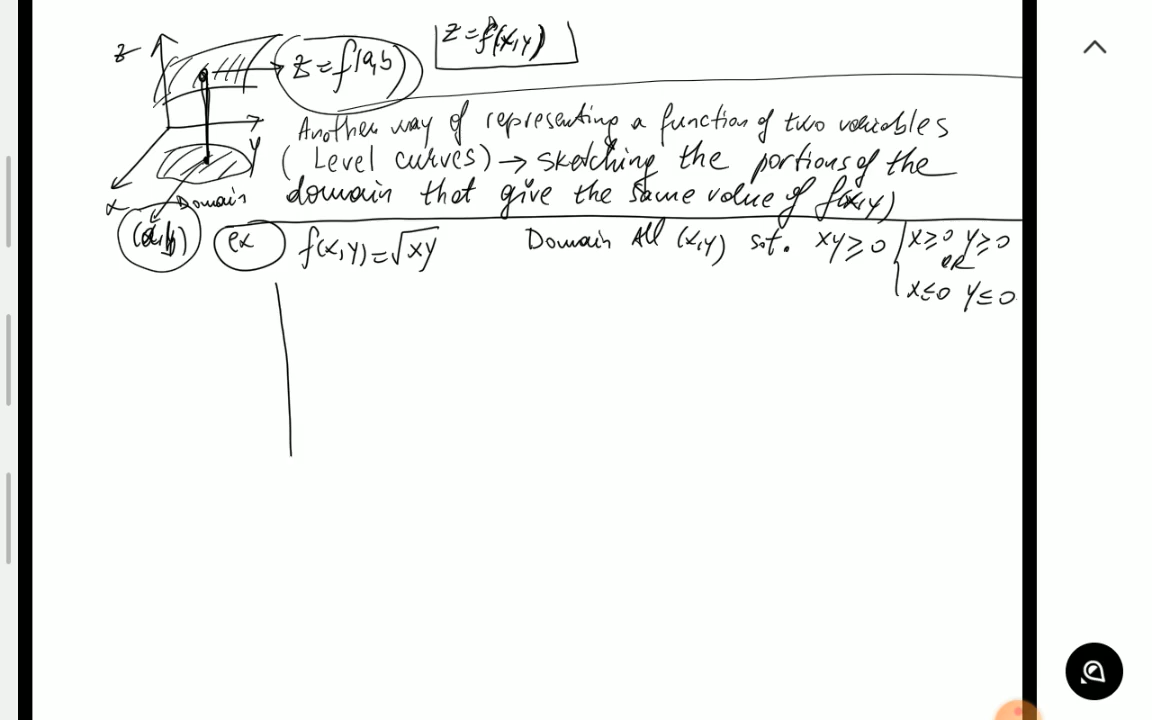 z
z = f(a,b)
z = f(x,y)
y
x
Domain
(a,b)
Another way of representing a function of two variables
( Level curves) → sketching the portions of the
domain that give the same value of f(x,y)
ex f(x,y) = √xy Domain All (x,y) s.t. xy ≥ 0 x ≥ 0 y ≥ 0
OR
x ≤ 0 y ≤ 0